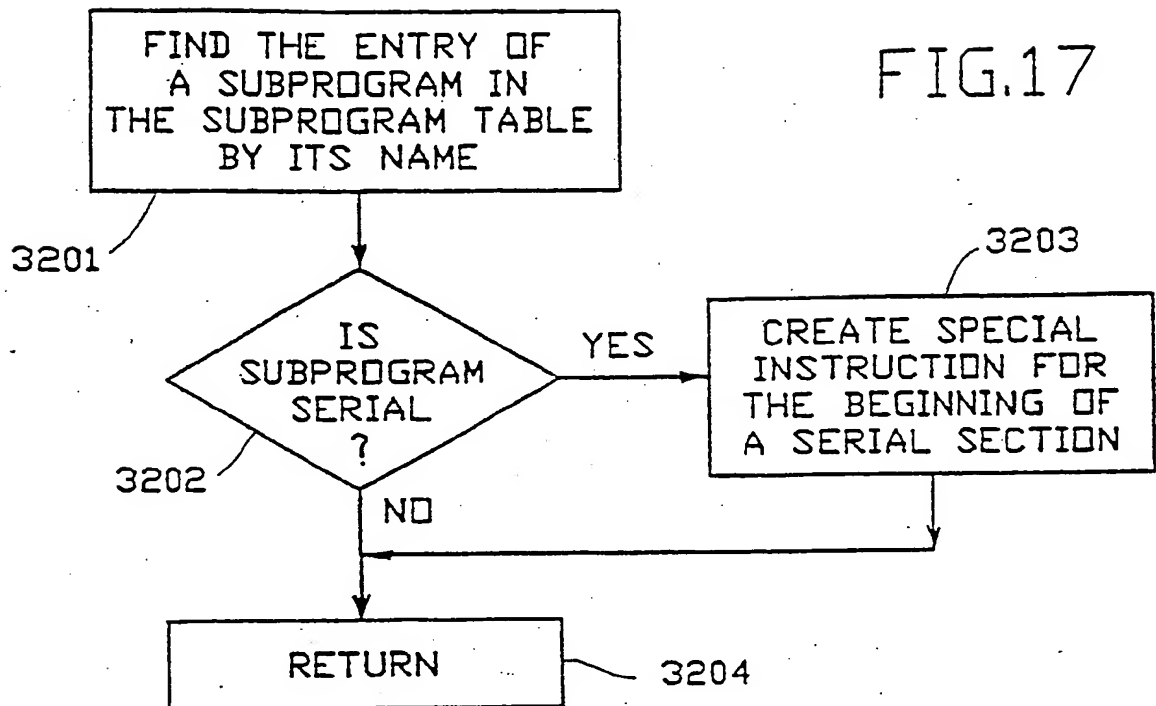 FIND THE ENTRY OF
A SUBPROGRAM IN
THE SUBPROGRAM TABLE
BY ITS NAME
FIG.17
3201
3203
IS
SUBPROGRAM
SERIAL
?
YES
CREATE SPECIAL
INSTRUCTION FOR
THE BEGINNING OF
A SERIAL SECTION
3202
NO
RETURN
3204